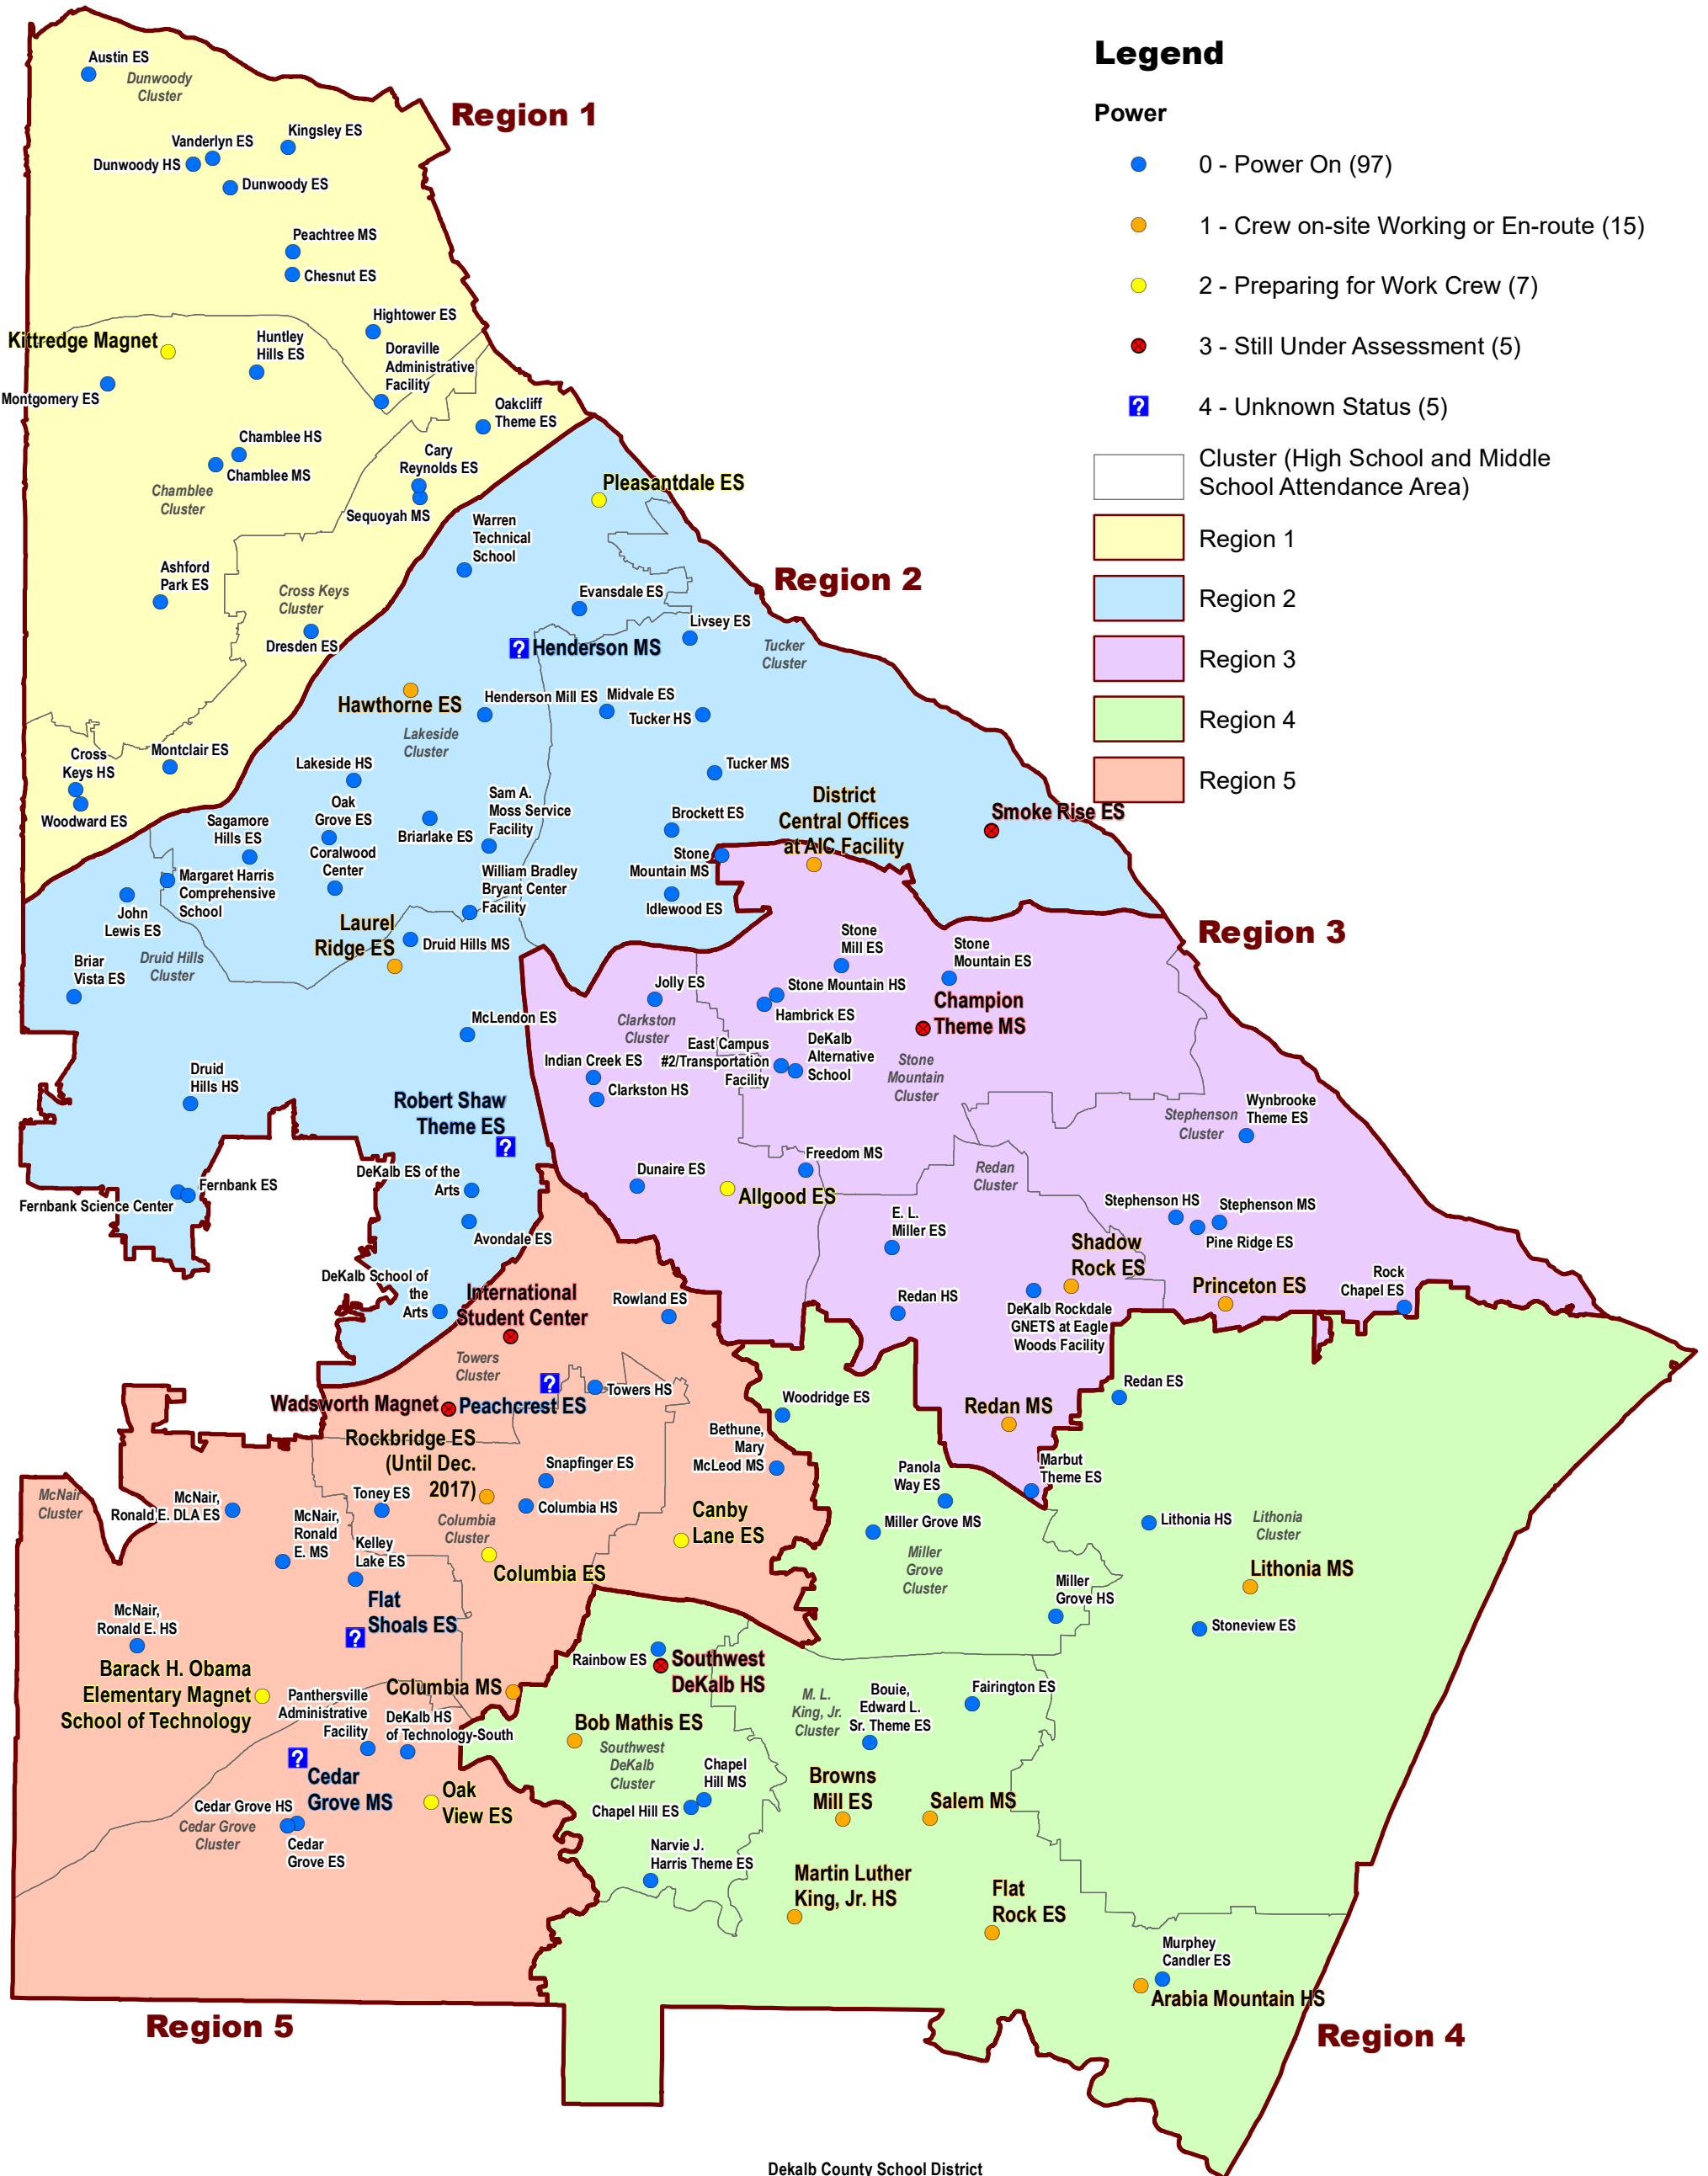 Legend
Power
0 - Power On (97)
1 - Crew on-site Working or En-route (15)
2 - Preparing for Work Crew (7)
3 - Still Under Assessment (5)
4 - Unknown Status (5)
Cluster (High School and Middle
School Attendance Area)
Region 1
Region 2
Region 3
Region 4
Region 5
Region 1
Austin ES
Dunwoody
Cluster
Vanderlyn ES
Kingsley ES
Dunwoody HS
Dunwoody ES
Peachtree MS
Chesnut ES
Hightower ES
Kittredge Magnet
Huntley
Hills ES
Doraville
Administrative
Facility
Montgomery ES
Oakcliff
Theme ES
Chamblee HS
Chamblee MS
Cary
Reynolds ES
Chamblee
Cluster
Sequoyah MS
Ashford
Park ES
Cross Keys
Cluster
Dresden ES
Cross
Keys HS
Montclair ES
Woodward ES
Region 2
Pleasantdale ES
Warren
Technical
School
Evansdale ES
Livsey ES
Henderson MS
Tucker
Cluster
Hawthorne ES
Henderson Mill ES
Midvale ES
Tucker HS
Lakeside
Cluster
Lakeside HS
Tucker MS
Oak
Grove ES
Sam A.
Moss Service
Facility
Briarlake ES
Brockett ES
District
Central Offices
at AIC Facility
Smoke Rise ES
Sagamore
Hills ES
Coralwood
Center
Stone
Mountain MS
Margaret Harris
Comprehensive
School
William Bradley
Bryant Center
Facility
Idlewood ES
John
Lewis ES
Laurel
Ridge ES
Druid Hills MS
Druid Hills
Cluster
Briar
Vista ES
McLendon ES
Druid
Hills HS
Robert Shaw
Theme ES
DeKalb ES of the
Arts
Fernbank ES
Fernbank Science Center
Avondale ES
DeKalb School of
the
Arts
Region 3
Stone
Mill ES
Stone
Mountain ES
Jolly ES
Stone Mountain HS
Hambrick ES
Champion
Theme MS
Clarkston
Cluster
East Campus
#2/Transportation
Facility
DeKalb
Alternative
School
Indian Creek ES
Clarkston HS
Stone
Mountain
Cluster
Stephenson
Cluster
Wynbrooke
Theme ES
Freedom MS
Dunaire ES
Allgood ES
Redan
Cluster
E. L.
Miller ES
Stephenson HS
Stephenson MS
Pine Ridge ES
Shadow
Rock ES
Princeton ES
Rock
Chapel ES
Redan HS
DeKalb Rockdale
GNETS at Eagle
Woods Facility
Redan MS
International
Student Center
Rowland ES
Towers
Cluster
Towers HS
Wadsworth Magnet
Peachcrest ES
Rockbridge ES
(Until Dec.
2017)
Snapfinger ES
Columbia HS
Columbia
Cluster
Toney ES
McNair
Cluster
McNair,
Ronald E. DLA ES
McNair,
Ronald
E. MS
Kelley
Lake ES
Canby
Lane ES
Columbia ES
Flat
Shoals ES
McNair,
Ronald E. HS
Barack H. Obama
Elementary Magnet
School of Technology
Columbia MS
Panthersville
Administrative
Facility
DeKalb HS
of Technology-South
Cedar
Grove MS
Oak
View ES
Cedar Grove HS
Cedar Grove
Cluster
Cedar
Grove ES
Region 5
Woodridge ES
Bethune,
Mary
McLeod MS
Redan ES
Panola
Way ES
Marbut
Theme ES
Miller Grove MS
Lithonia HS
Lithonia
Cluster
Miller
Grove
Cluster
Lithonia MS
Miller
Grove HS
Stoneview ES
Rainbow ES
Southwest
DeKalb HS
Fairington ES
M. L.
King, Jr.
Cluster
Bouie,
Edward L.
Sr. Theme ES
Bob Mathis ES
Southwest
DeKalb
Cluster
Chapel
Hill MS
Chapel Hill ES
Browns
Mill ES
Salem MS
Narvie J.
Harris Theme ES
Martin Luther
King, Jr. HS
Flat
Rock ES
Murphey
Candler ES
Arabia Mountain HS
Region 4
Dekalb County School District